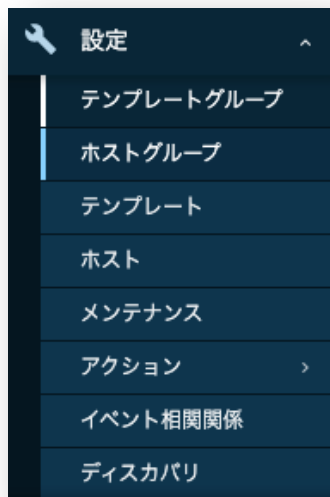 設定
テンプレートグループ
ホストグループ
テンプレート
ホスト
メンテナンス
アクション
イベント相関関係
ディスカバリ